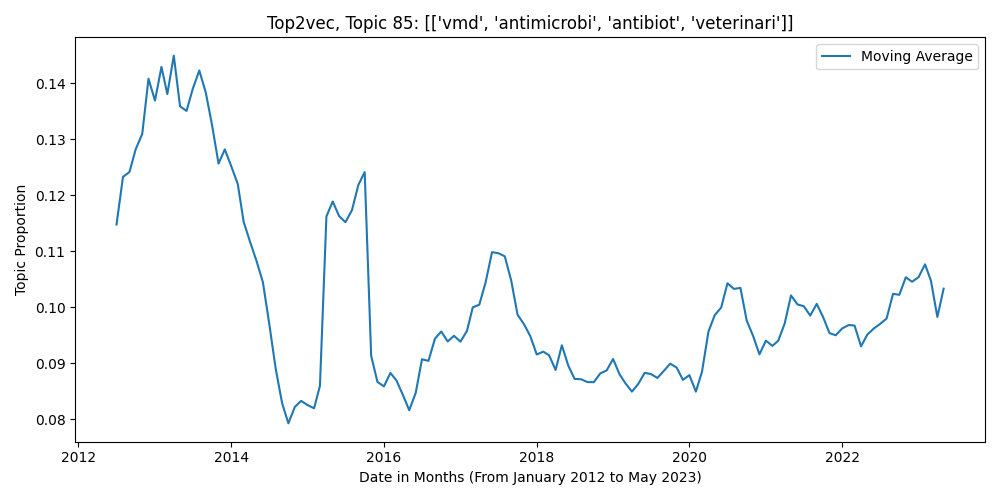 Top2vec, Topic 85: [['vmd', 'antimicrobi', 'antibiot', 'veterinari']]
Moving Average
Topic Proportion
0.14
0.13
0.12
0.11
0.10
0.09
0.08
2012 2014 2016 2018 2020 2022
Date in Months (From January 2012 to May 2023)